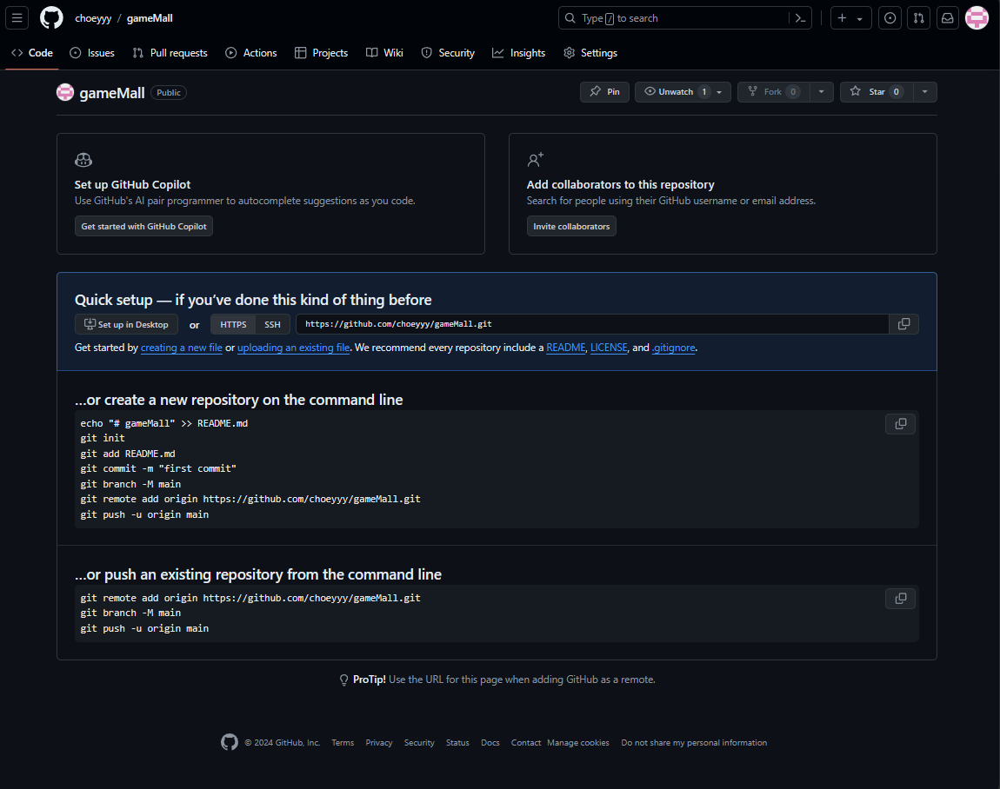 choeyyy / gameMall
Type / to search
Code Issues Pull requests Actions Projects Wiki Security Insights Settings
gameMall Public
Pin Unwatch 1 Fork 0 Star 0
Set up GitHub Copilot
Use GitHub's AI pair programmer to autocomplete suggestions as you code.
Get started with GitHub Copilot
Add collaborators to this repository
Search for people using their GitHub username or email address.
Invite collaborators
Quick setup — if you've done this kind of thing before
Set up in Desktop or HTTPS SSH https://github.com/choeyyy/gameMall.git
Get started by creating a new file or uploading an existing file. We recommend every repository include a README, LICENSE, and .gitignore.
…or create a new repository on the command line
echo "# gameMall" >> README.md
git init
git add README.md
git commit -m "first commit"
git branch -M main
git remote add origin https://github.com/choeyyy/gameMall.git
git push -u origin main
…or push an existing repository from the command line
git remote add origin https://github.com/choeyyy/gameMall.git
git branch -M main
git push -u origin main
ProTip! Use the URL for this page when adding GitHub as a remote.
© 2024 GitHub, Inc. Terms Privacy Security Status Docs Contact Manage cookies Do not share my personal information